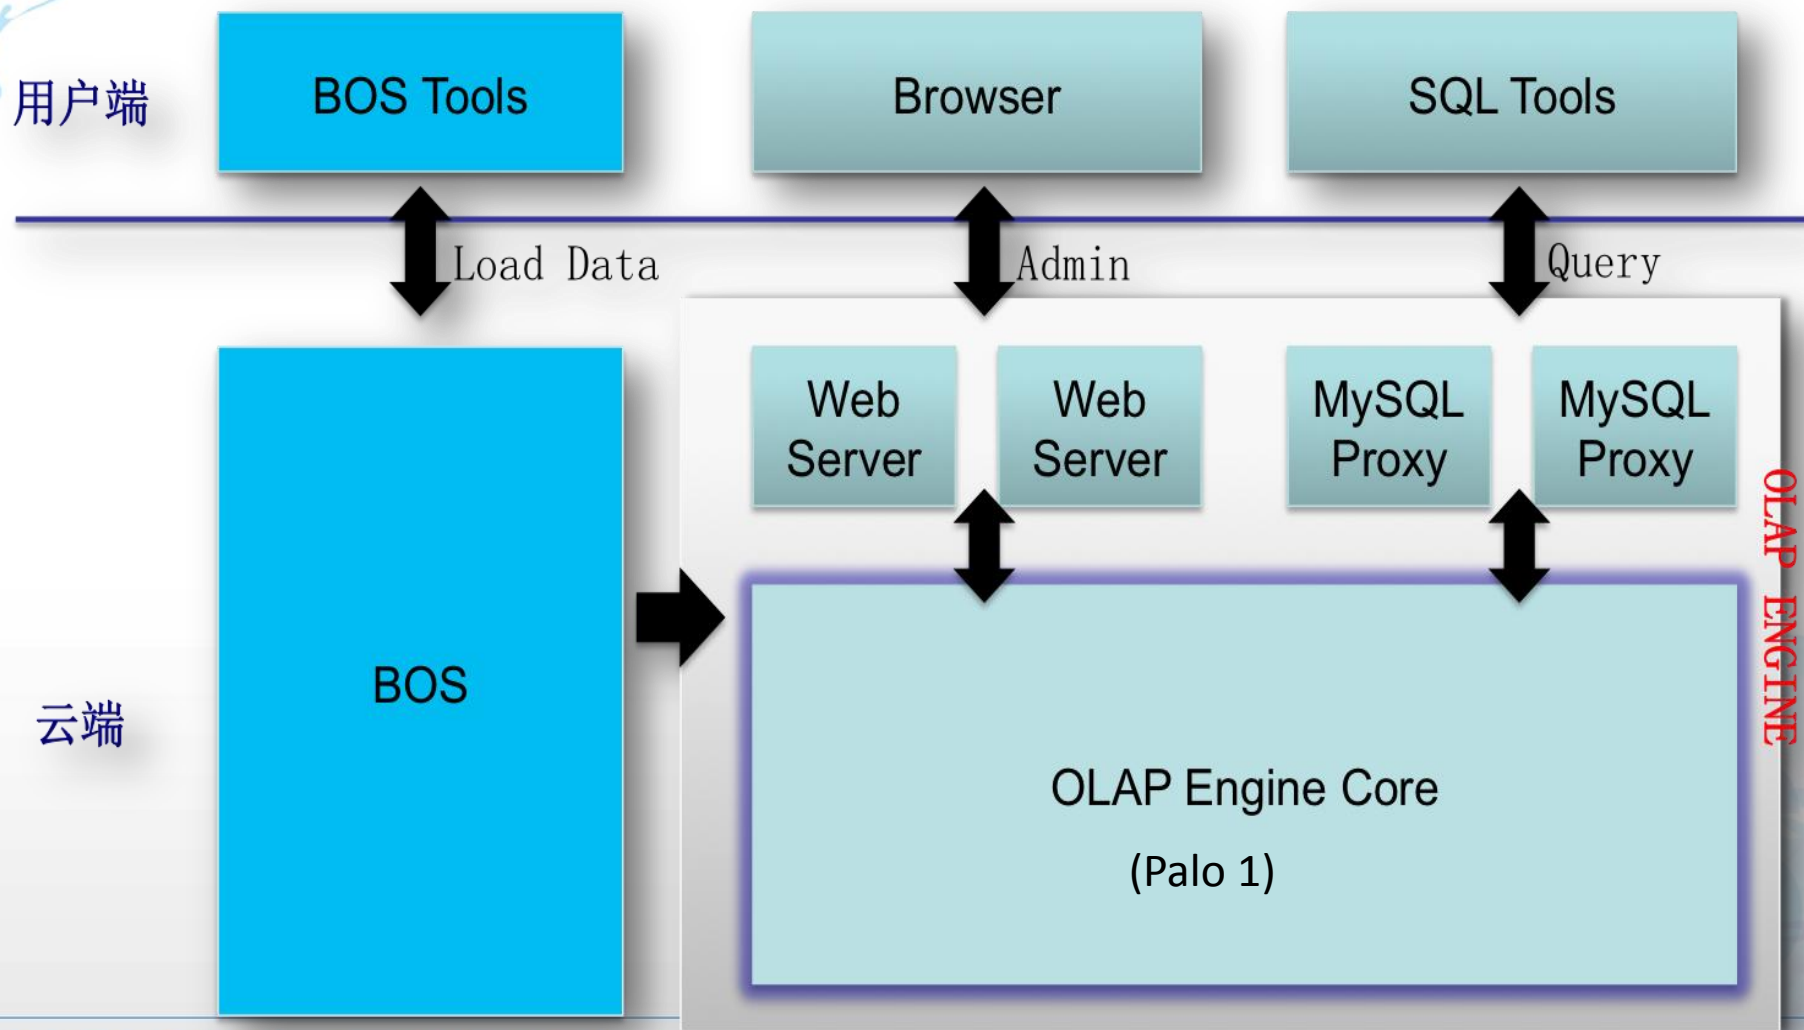 用户端
BOS Tools
Browser
SQL Tools
Load Data
Admin
Query
云端
BOS
Web
Server
Web
Server
MySQL
Proxy
MySQL
Proxy
OLAP Engine Core
(Palo 1)
OLAP ENGINE